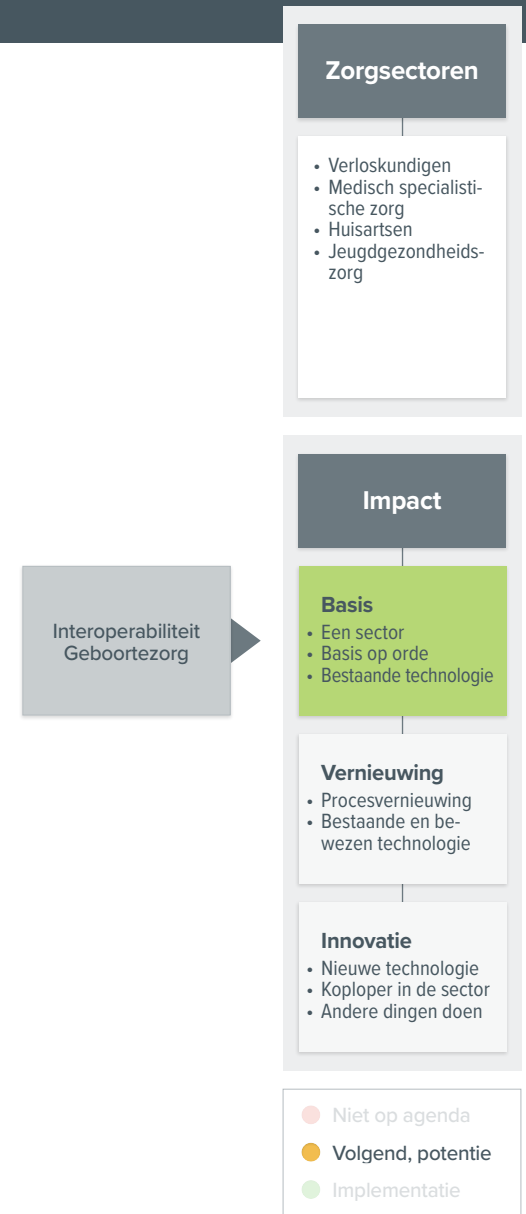 Zorgsectoren
• Verloskundigen
• Medisch specialisti-
sche zorg
• Huisartsen
• Jeugdgezondheids-
zorg
Impact
Interoperabiliteit
Geboortezorg
Basis
• Een sector
• Basis op orde
• Bestaande technologie
Vernieuwing
• Procesvernieuwing
• Bestaande en be-
wezen technologie
Innovatie
• Nieuwe technologie
• Koploper in de sector
• Andere dingen doen
Niet op agenda
Volgend, potentie
Implementatie